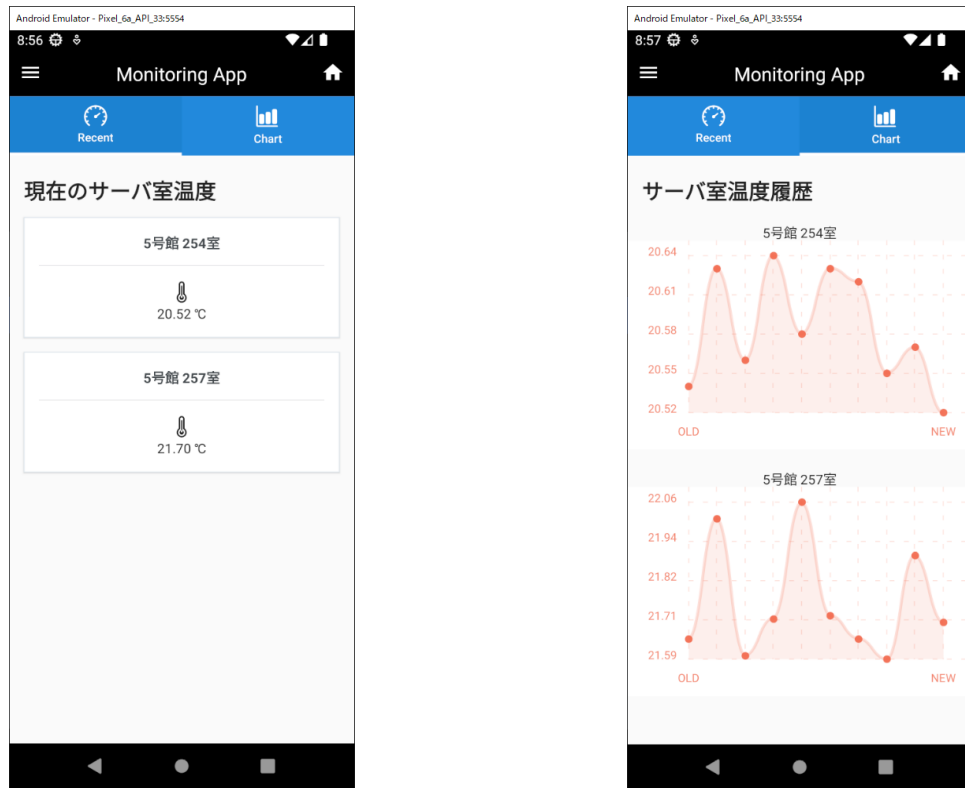 Android Emulator - Pixel_6a_API_33:5554
8:56
Monitoring App
Recent
Chart
現在のサーバ室温度
5号館 254室
20.52 ℃
5号館 257室
21.70 ℃
Android Emulator - Pixel_6a_API_33:5554
8:57
Monitoring App
Recent
Chart
サーバ室温度履歴
5号館 254室
20.64
20.61
20.58
20.55
20.52
OLD
NEW
5号館 257室
22.06
21.94
21.82
21.71
21.59
OLD
NEW